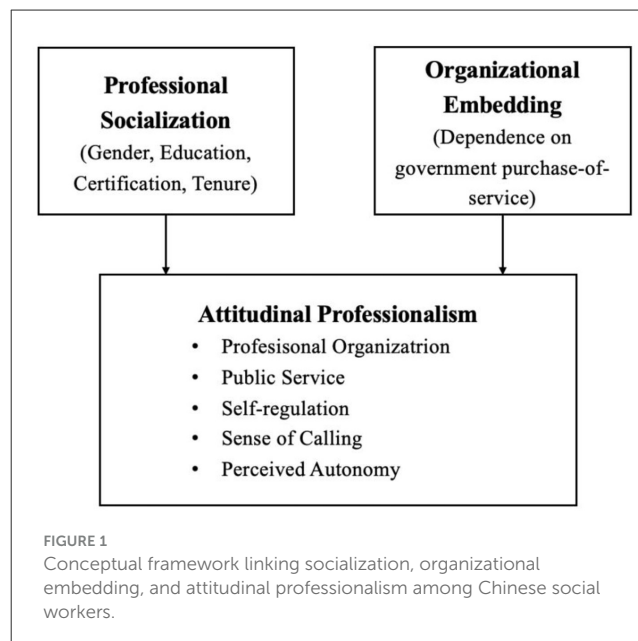 Professional
Socialization
(Gender, Education,
Certification, Tenure)
Organizational
Embedding
(Dependence on
government purchase-of-
service)
Attitudinal Professionalism
• Profesisonal Organizatrion
• Public Service
• Self-regulation
• Sense of Calling
• Perceived Autonomy
FIGURE 1
Conceptual framework linking socialization, organizational
embedding, and attitudinal professionalism among Chinese social
workers.